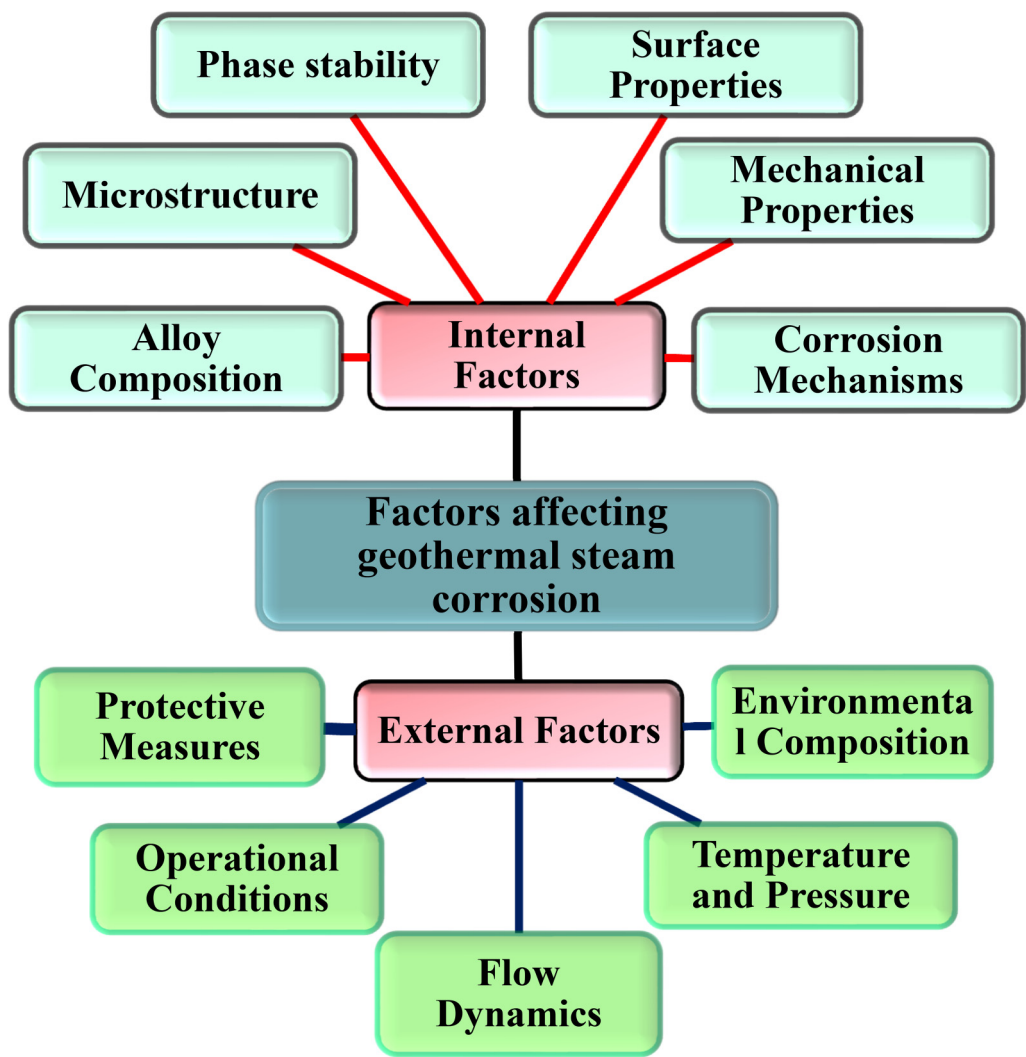 Phase stability
Surface
Properties
Microstructure
Mechanical
Properties
Alloy
Composition
Internal
Factors
Corrosion
Mechanisms
Factors affecting
geothermal steam
corrosion
Protective
Measures
External Factors
Environmenta
l Composition
Operational
Conditions
Temperature
and Pressure
Flow
Dynamics